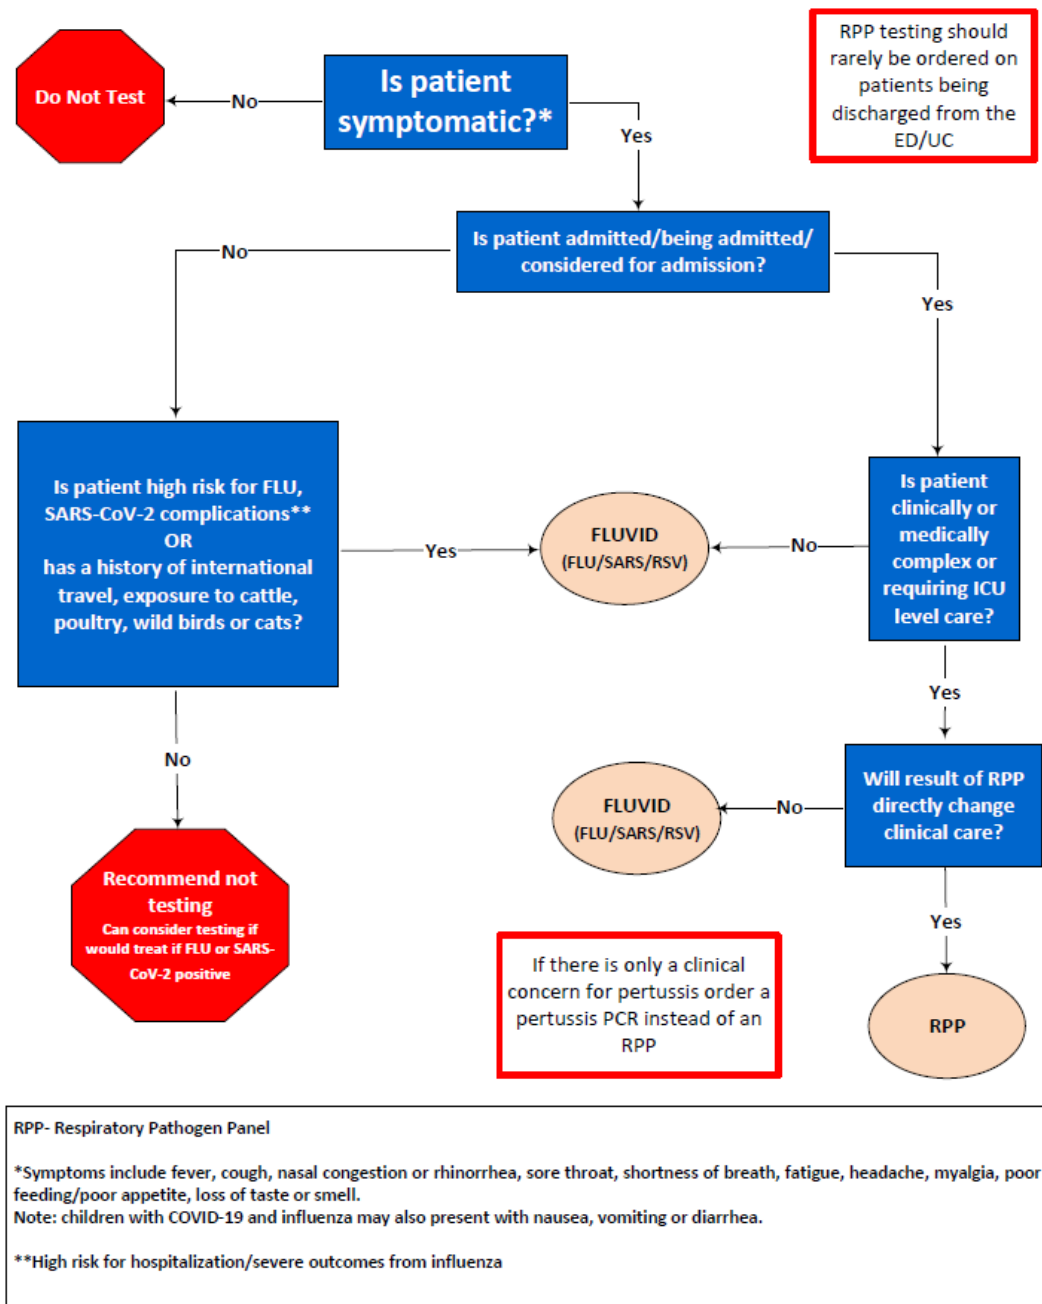 Do Not Test
No
Is patient
symptomatic?*
Yes
RPP testing should
rarely be ordered on
patients being
discharged from the
ED/UC
No
Is patient admitted/being admitted/
considered for admission?
Yes
Is patient high risk for FLU,
SARS-CoV-2 complications**
OR
has a history of international
travel, exposure to cattle,
poultry, wild birds or cats?
Yes
FLUVID
(FLU/SARS/RSV)
No
Is patient
clinically or
medically
complex or
requiring ICU
level care?
Yes
No
Recommend not
testing
Can consider testing if
would treat if FLU or SARS-
CoV-2 positive
FLUVID
(FLU/SARS/RSV)
No
Will result of RPP
directly change
clinical care?
Yes
If there is only a clinical
concern for pertussis order a
pertussis PCR instead of an
RPP
RPP
RPP- Respiratory Pathogen Panel
*Symptoms include fever, cough, nasal congestion or rhinorrhea, sore throat, shortness of breath, fatigue, headache, myalgia, poor
feeding/poor appetite, loss of taste or smell.
Note: children with COVID-19 and influenza may also present with nausea, vomiting or diarrhea.
**High risk for hospitalization/severe outcomes from influenza